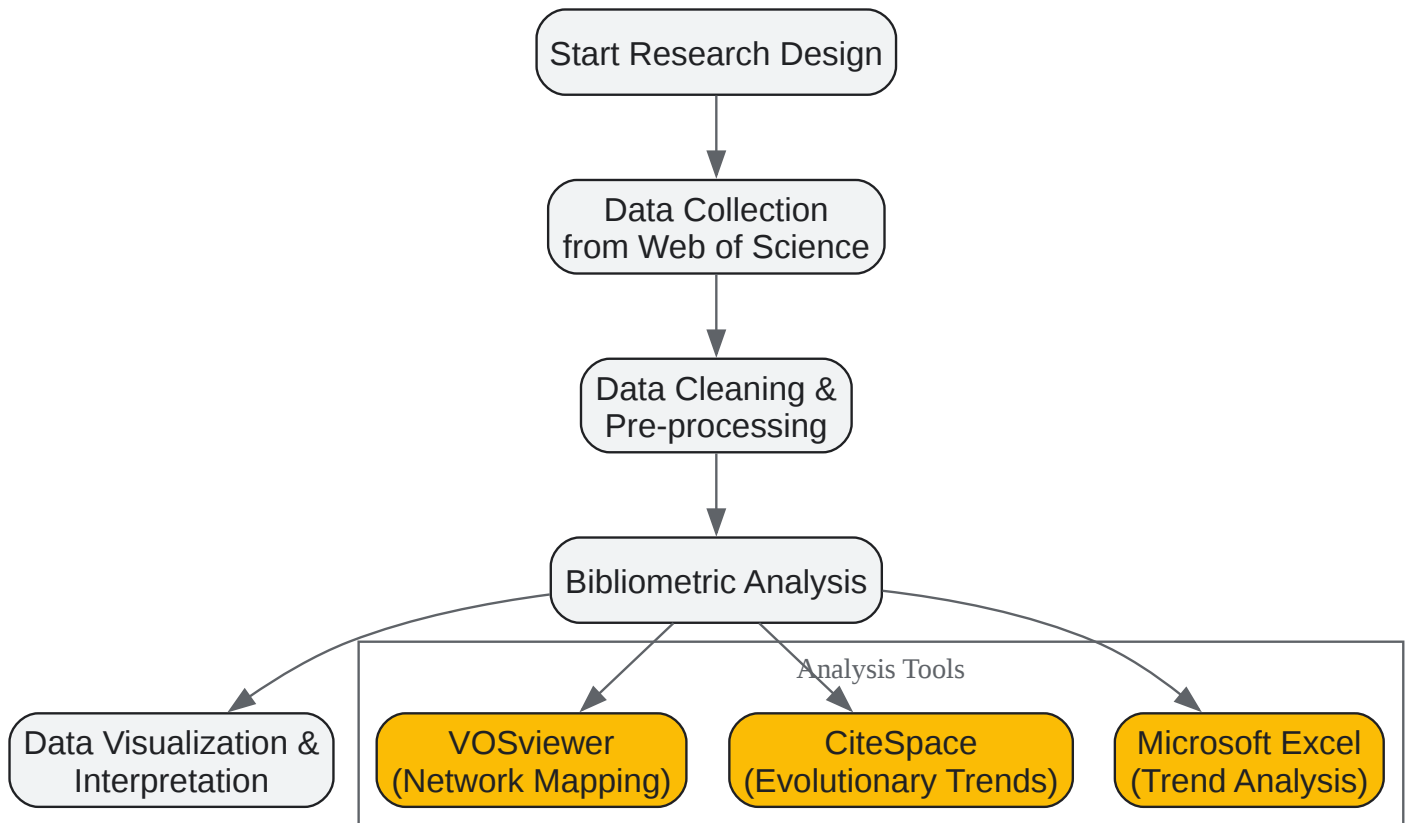 Start Research Design
Data Collection
from Web of Science
Data Cleaning &
Pre-processing
Bibliometric Analysis
Analysis Tools
Data Visualization &
Interpretation
VOSviewer
(Network Mapping)
CiteSpace
(Evolutionary Trends)
Microsoft Excel
(Trend Analysis)